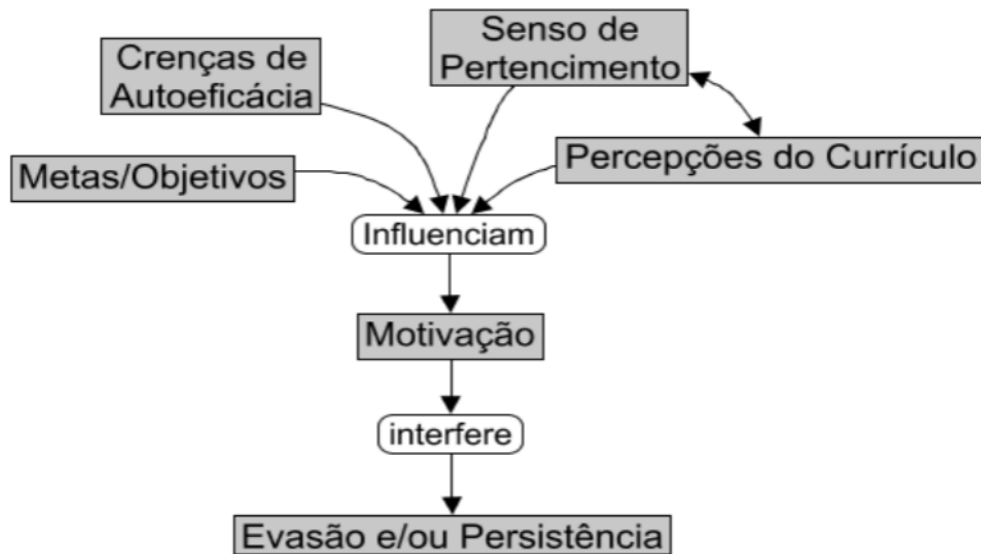 Crenças de
Autoeficácia
Senso de
Pertencimento
Percepções do Currículo
Metas/Objetivos
Influenciam
Motivação
interfere
Evasão e/ou Persistência